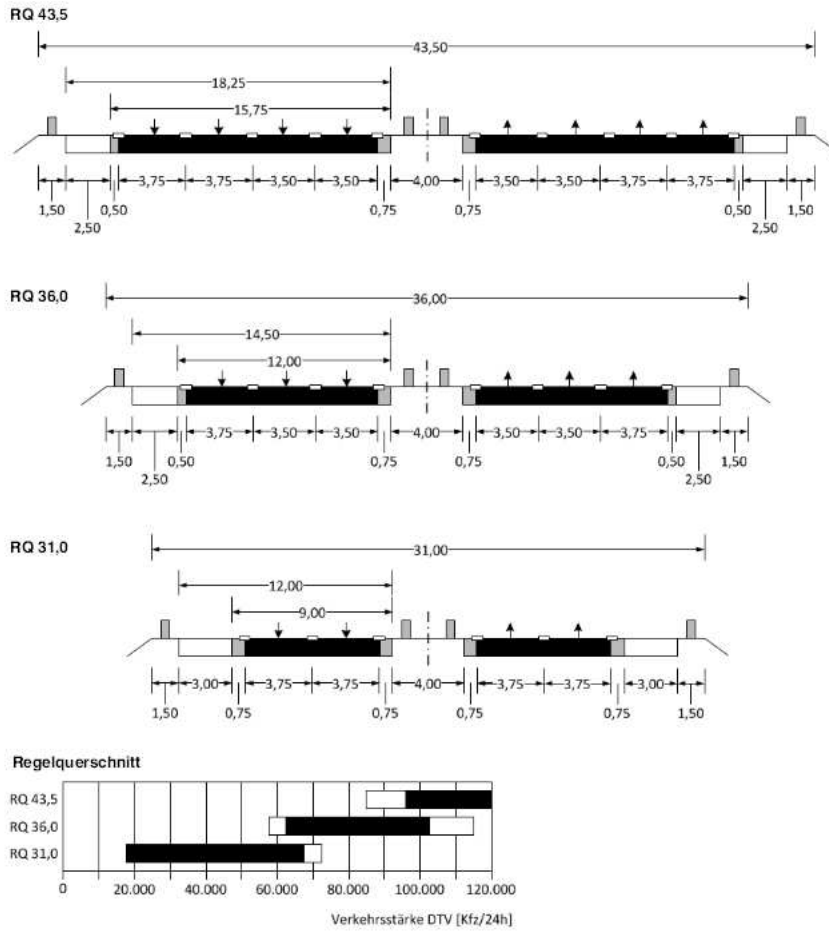 RQ 43,5
43,50
18,25
15,75
3,75 3,75 3,50 3,50 4,00 3,50 3,50 3,75 3,75
1,50 0,50 0,75 0,75 0,50 1,50
2,50 2,50
RQ 36,0
36,00
14,50
12,00
3,75 3,50 3,50 4,00 3,50 3,50 3,75
1,50 0,50 0,75 0,75 0,50 1,50
2,50 2,50
RQ 31,0
31,00
12,00
9,00
3,00 3,75 3,75 4,00 3,75 3,75 3,00
1,50 0,75 0,75 0,75 0,75 1,50
Regelquerschnitt
RQ 43,5
RQ 36,0
RQ 31,0
0 20.000 40.000 60.000 80.000 100.000 120.000
Verkehrsstärke DTV [Kfz/24h]